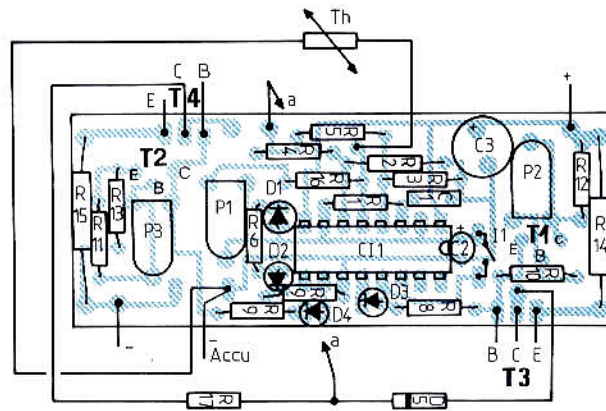 Th
C B
E T4
a
+
R5
R4
R2
C3
P2
R12
T2
E
B
C
R16
R3
R1
C1
R15
R13
R11
P3
P1
D1
R6
CI1
+
C2
I1
T1
E
C
B
R10
R14
D2
R9
D3
R8
R9
D4
-
-
Accu
a
B C E
T3
R17
D5